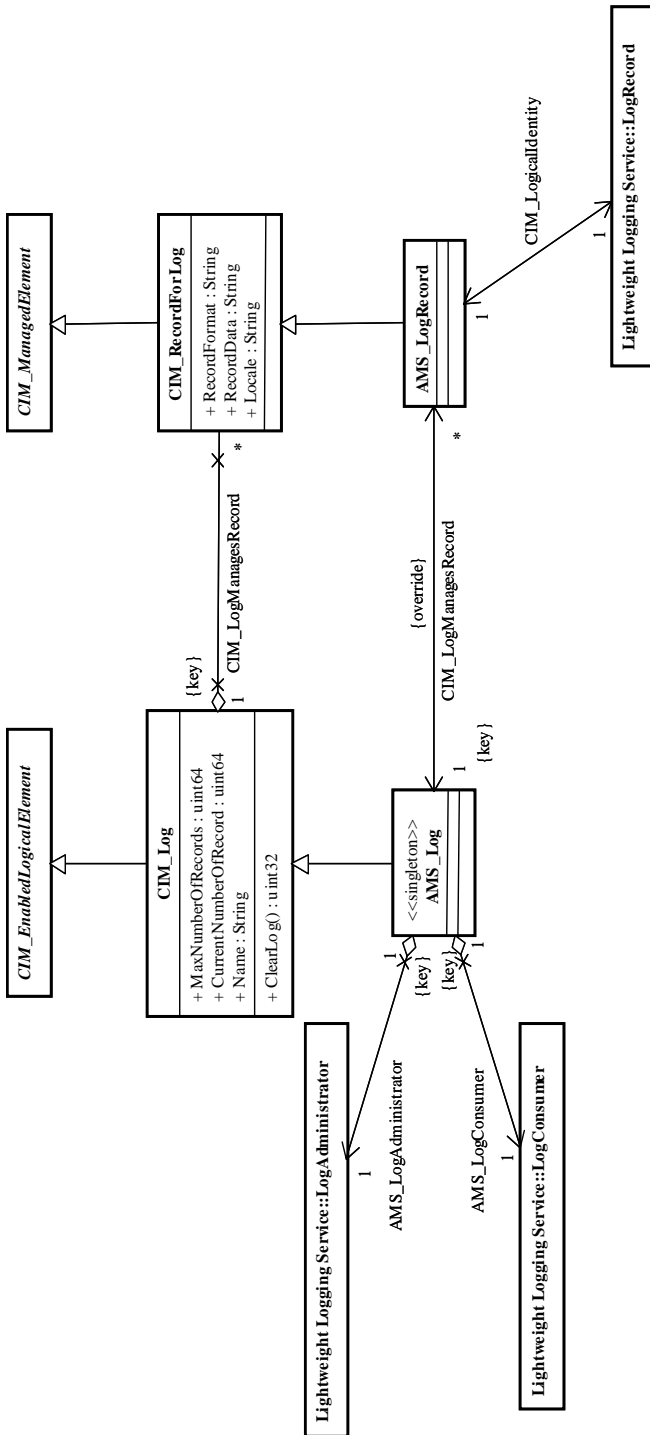 CIM_EnabledLogicalElement
CIM_ManagedElement
CIM_Log
+ MaxNumberOfRecords : uint64
+ CurrentNumberOfRecord : uint64
+ Name : String
+ ClearLog() : uint32
{key}
1
CIM_LogManagesRecord
*
CIM_RecordForLog
+ RecordFormat : String
+ RecordData : String
+ Locale : String
Lightweight Logging Service::LogAdministrator
1
AMS_LogAdministrator
1
{key}
<<singleton>>
AMS_Log
{key}
1
AMS_LogConsumer
1
Lightweight Logging Service::LogConsumer
1
{key}
{override}
CIM_LogManagesRecord
*
AMS_LogRecord
1
CIM_LogicalIdentity
1
Lightweight Logging Service::LogRecord